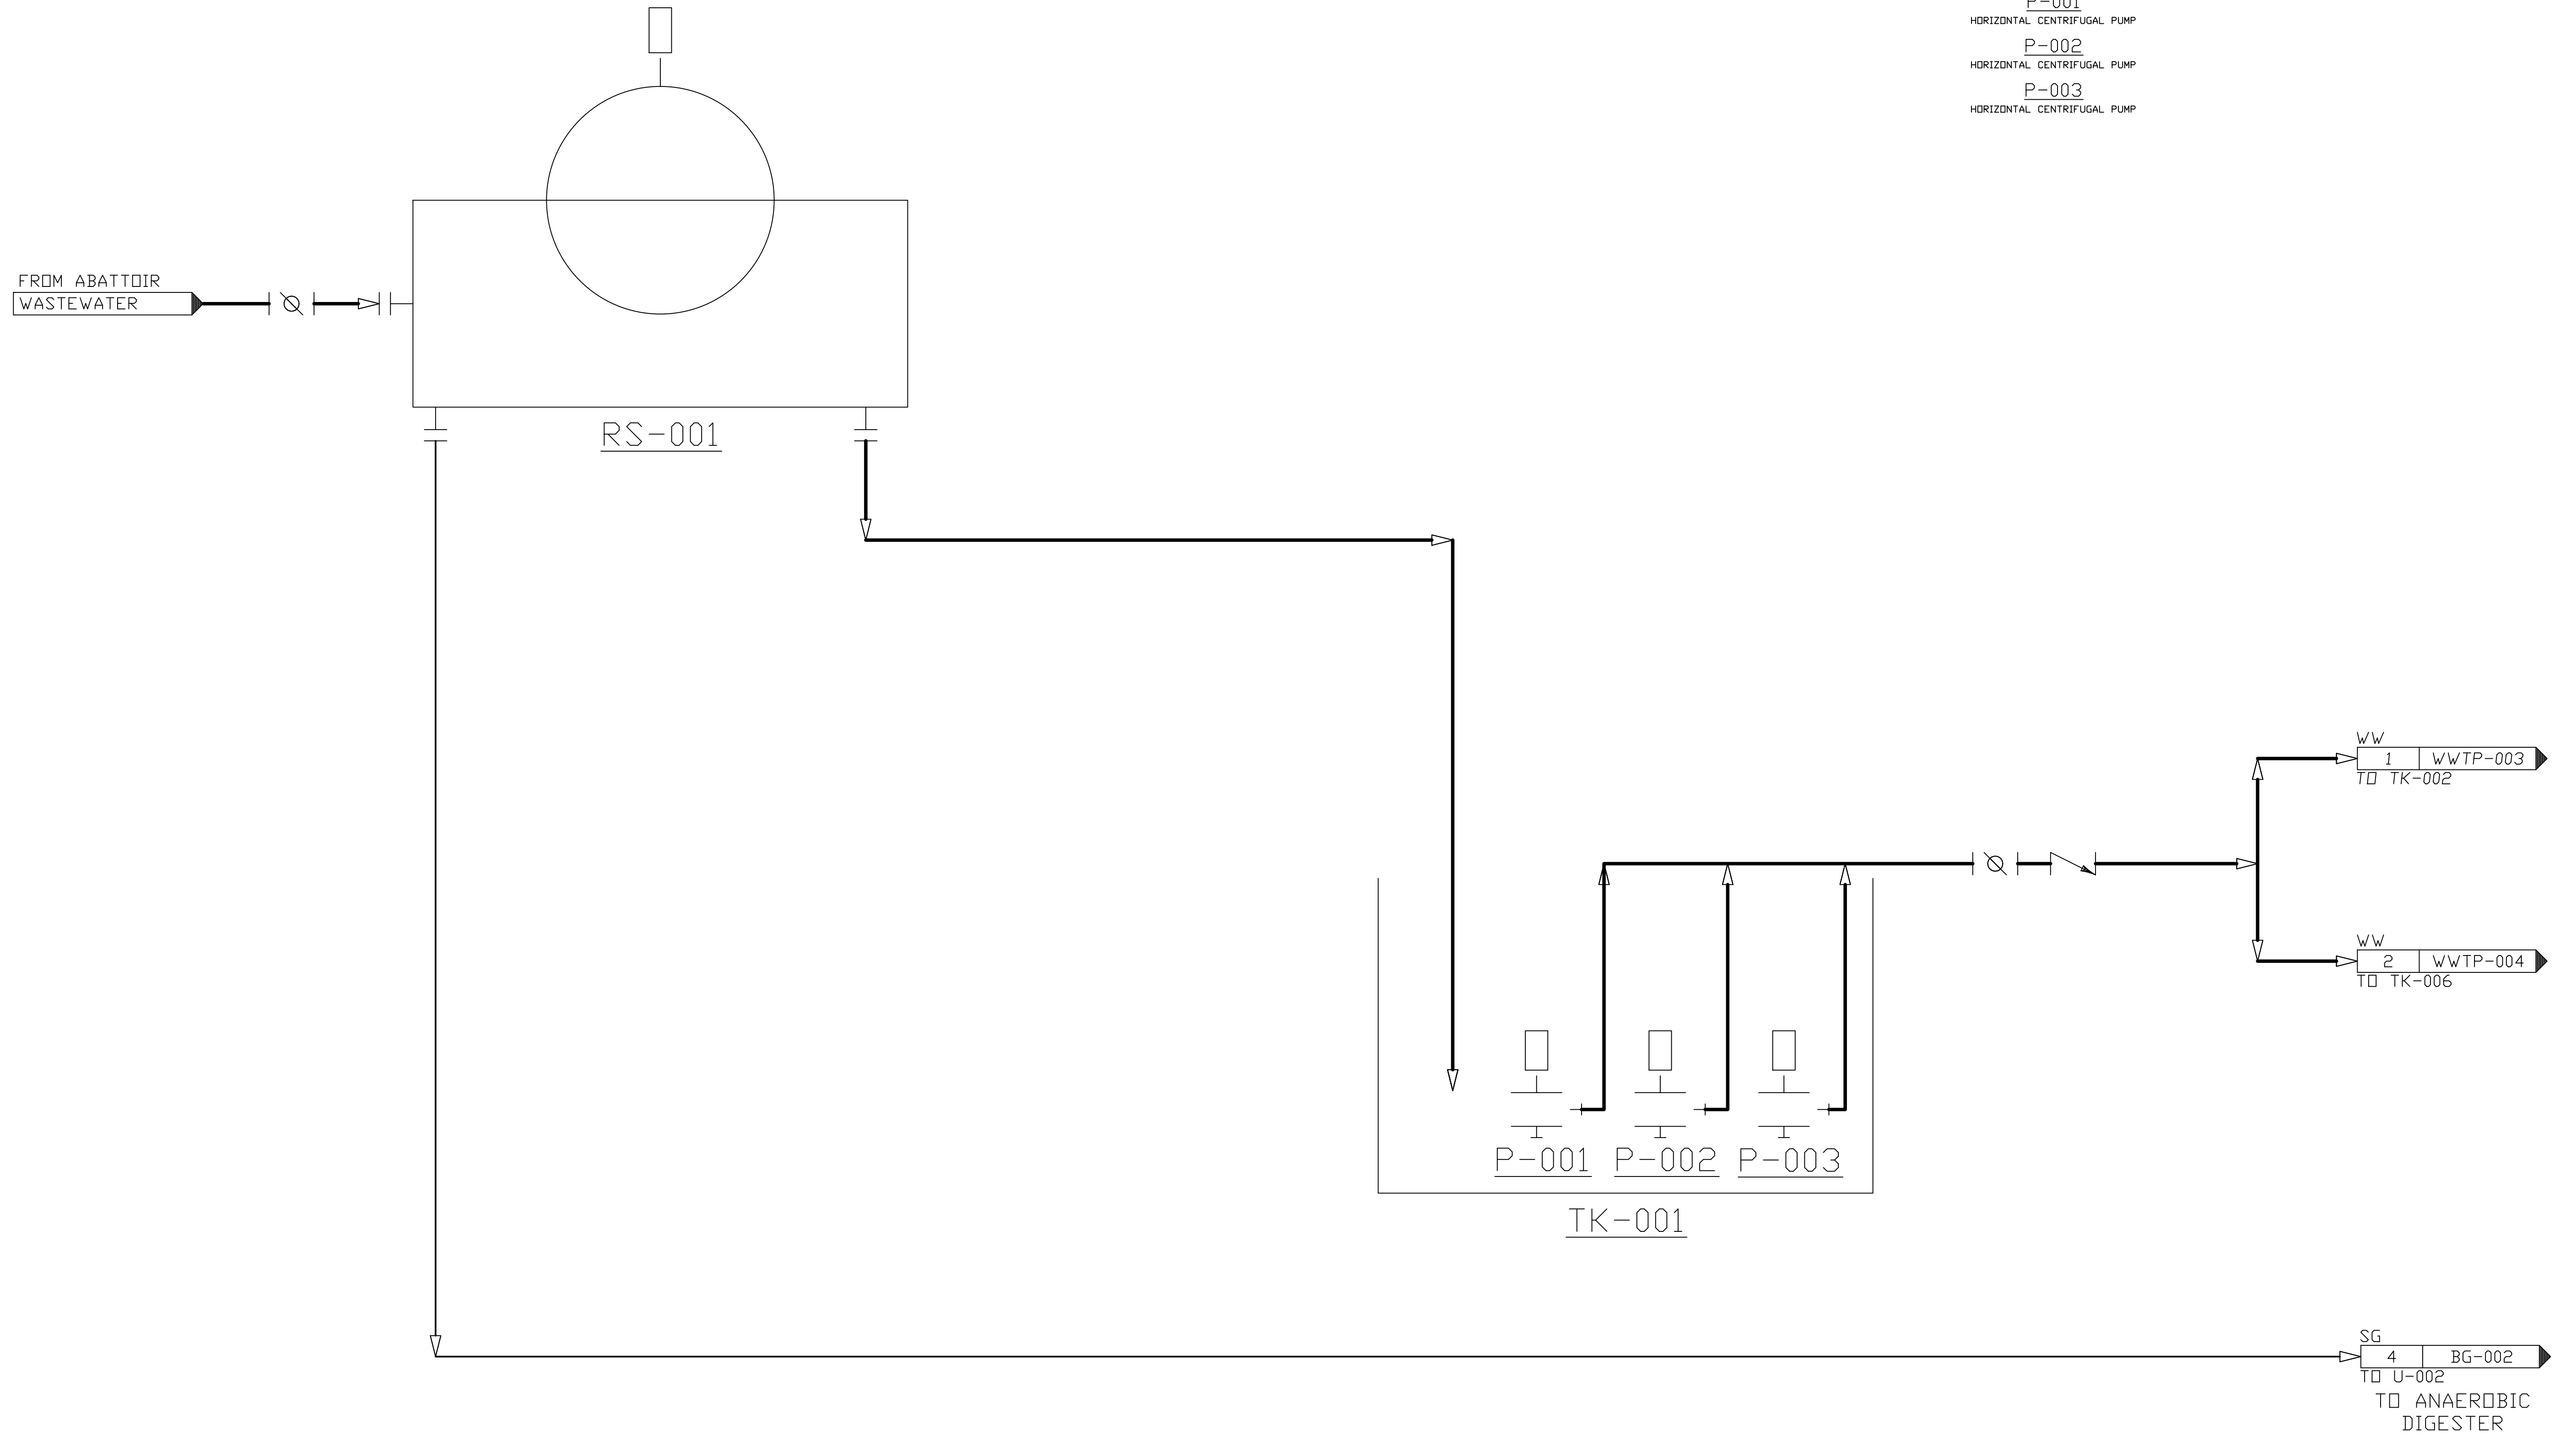 P-001
HORIZONTAL CENTRIFUGAL PUMP
P-002
HORIZONTAL CENTRIFUGAL PUMP
P-003
HORIZONTAL CENTRIFUGAL PUMP
FROM ABATTOIR
WASTEWATER
RS-001
WW
1 WWTP-003
TO TK-002
WW
2 WWTP-004
TO TK-006
P-001 P-002 P-003
TK-001
SG
4 BG-002
TO U-002
TO ANAEROBIC
DIGESTER